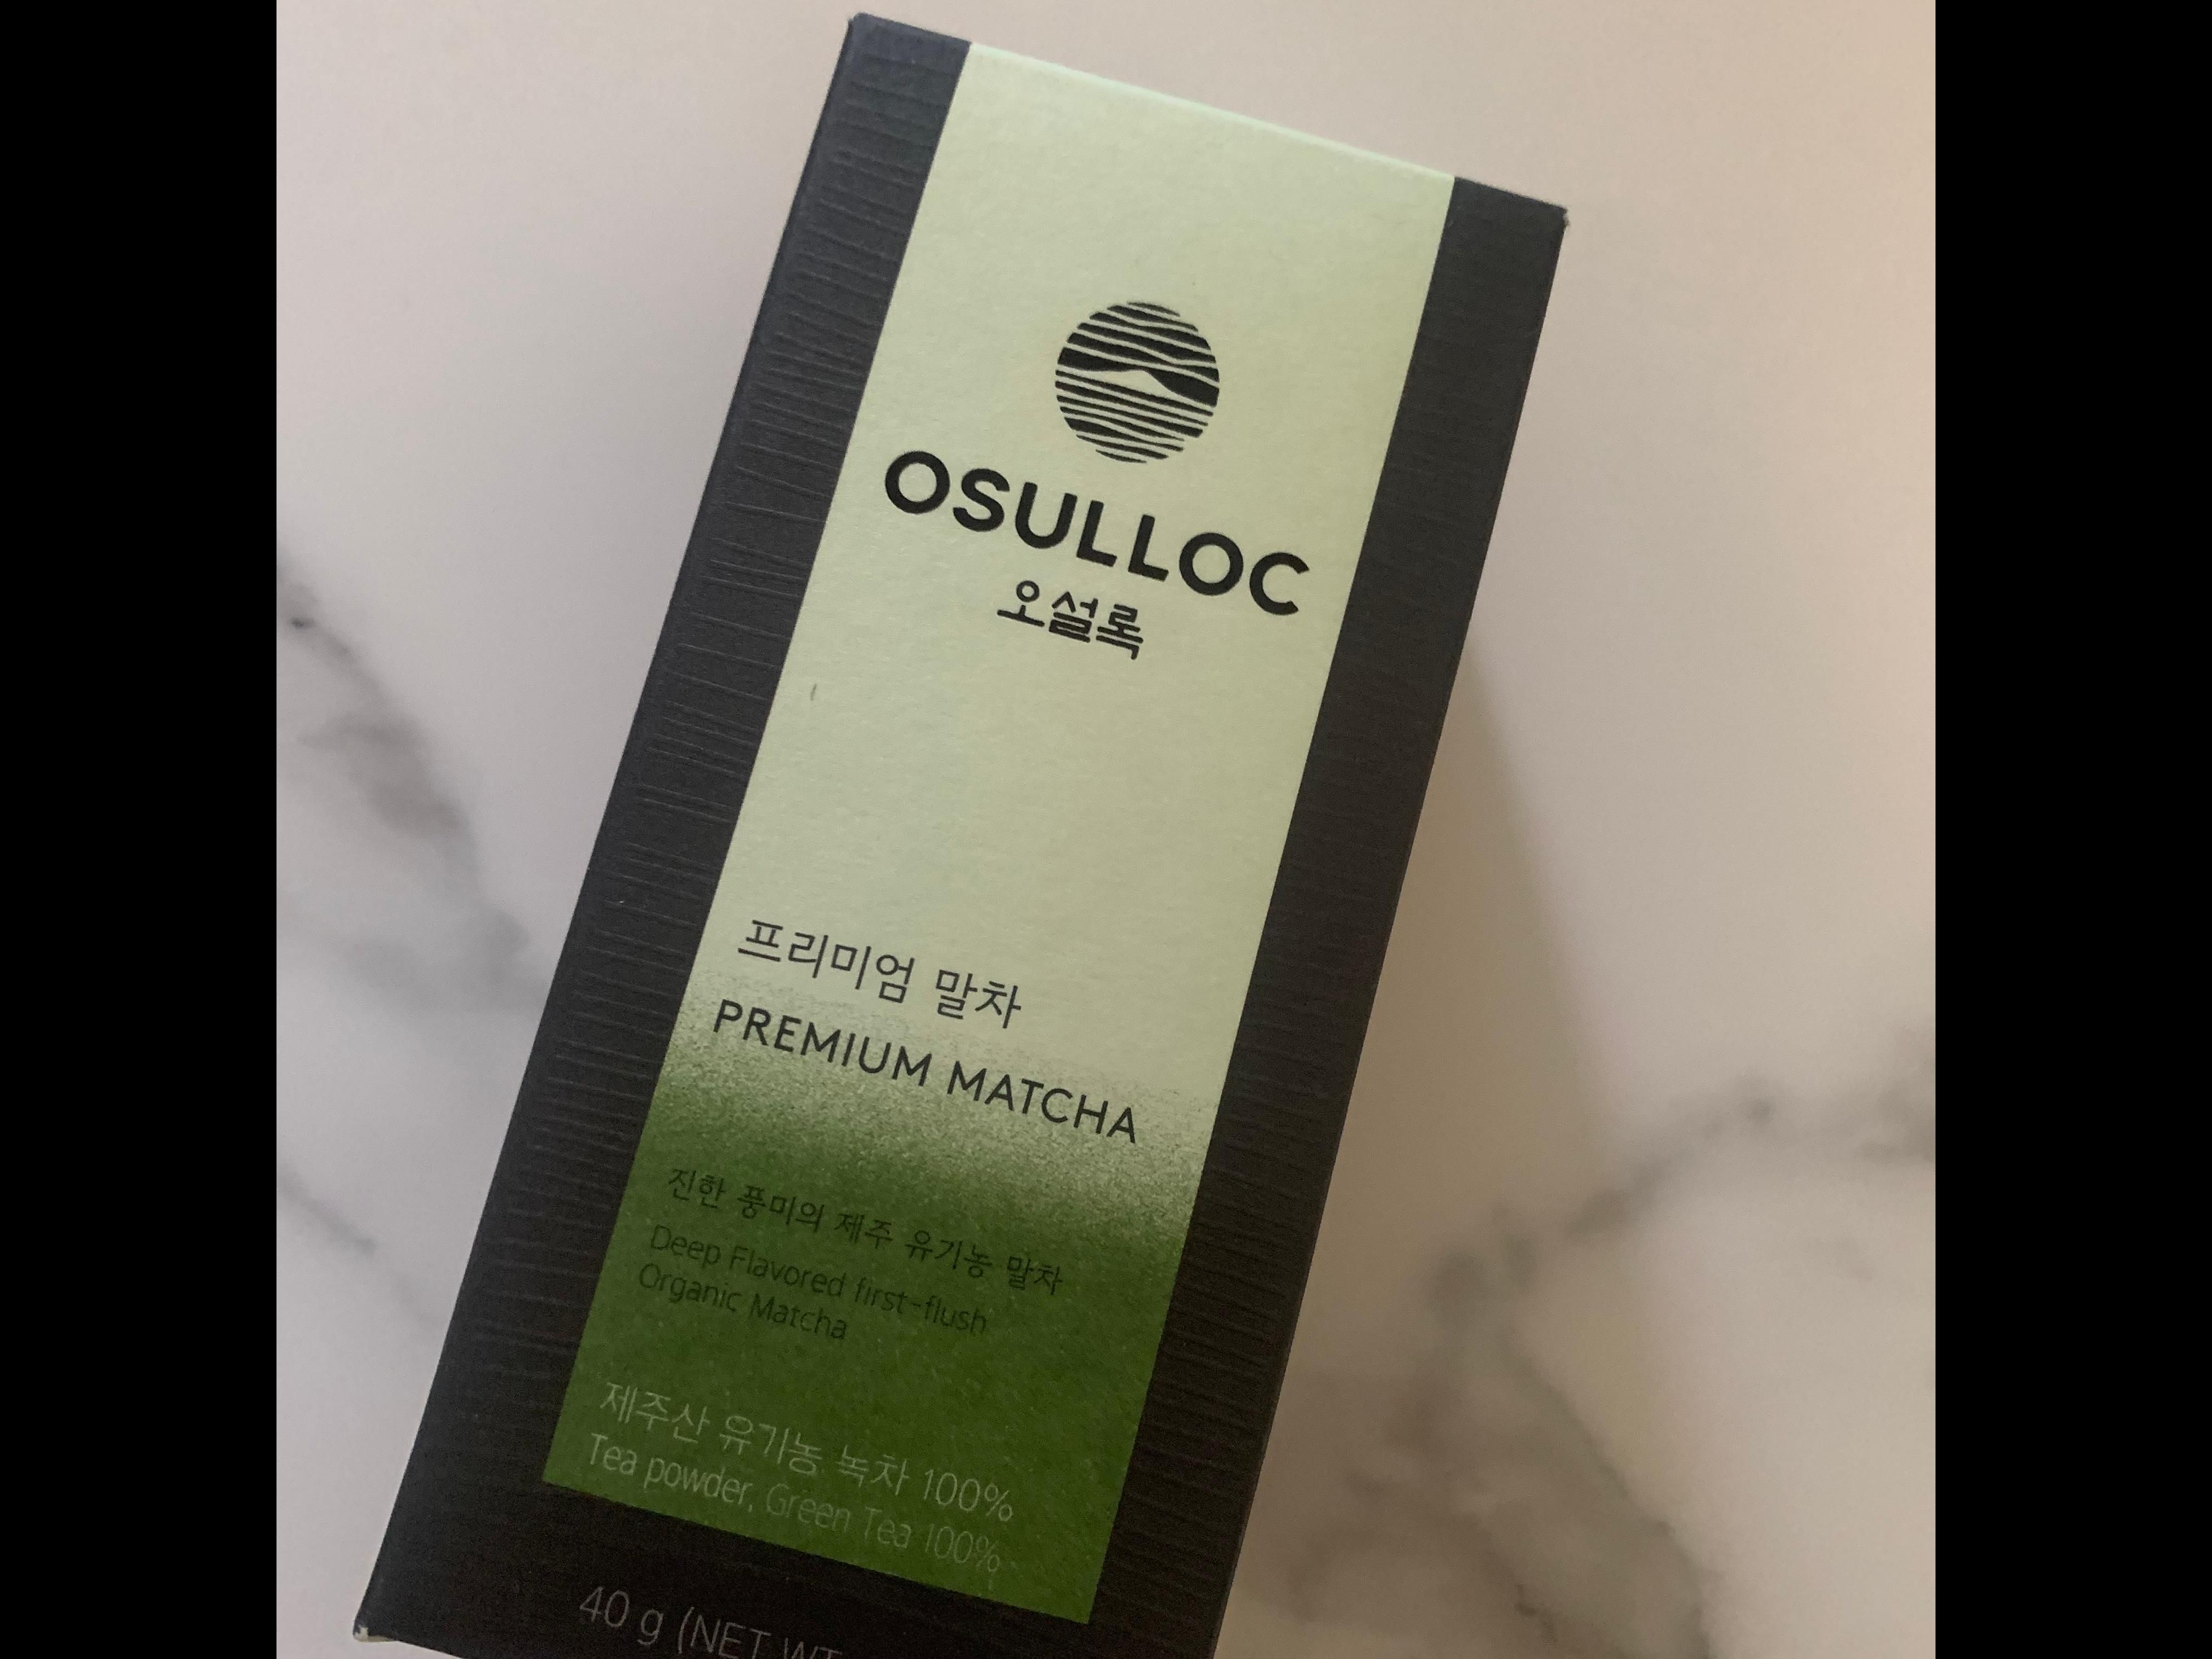 OSULLOC
오설록
프리미엄 말차
PREMIUM MATCHA
진한 풍미의 제주 유기농 말차
Deep Flavored first-flush
Organic Matcha
제주산 유기농 녹차 100%
Tea powder, Green Tea 100%
40 g (NET WT